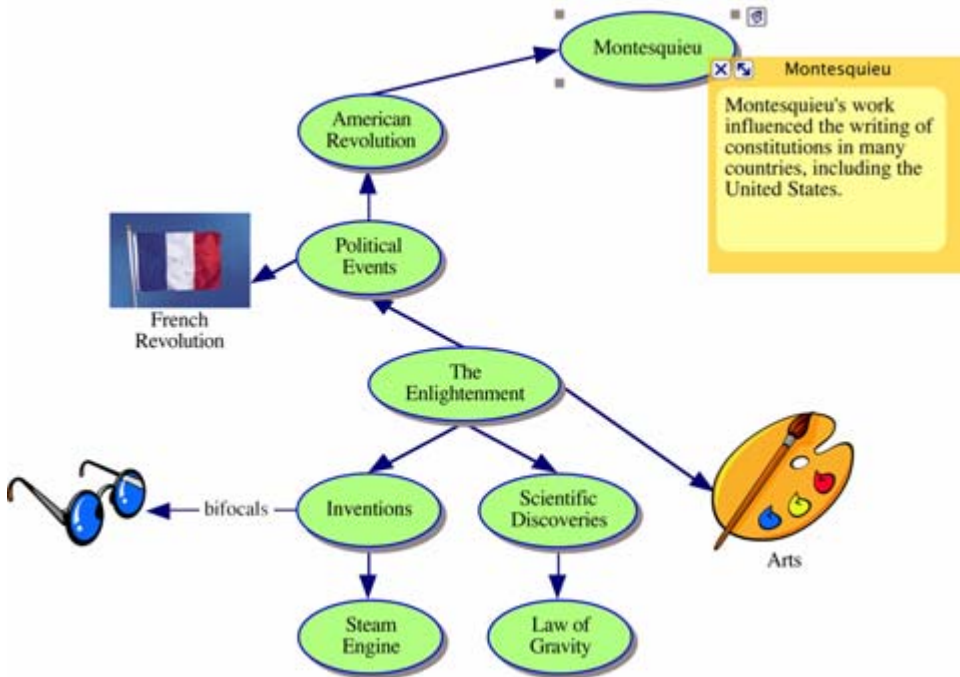 Montesquieu
Montesquieu
Montesquieu's work
influenced the writing of
constitutions in many
countries, including the
United States.
American
Revolution
Political
Events
French
Revolution
The
Enlightenment
bifocals
Inventions
Scientific
Discoveries
Arts
Steam
Engine
Law of
Gravity